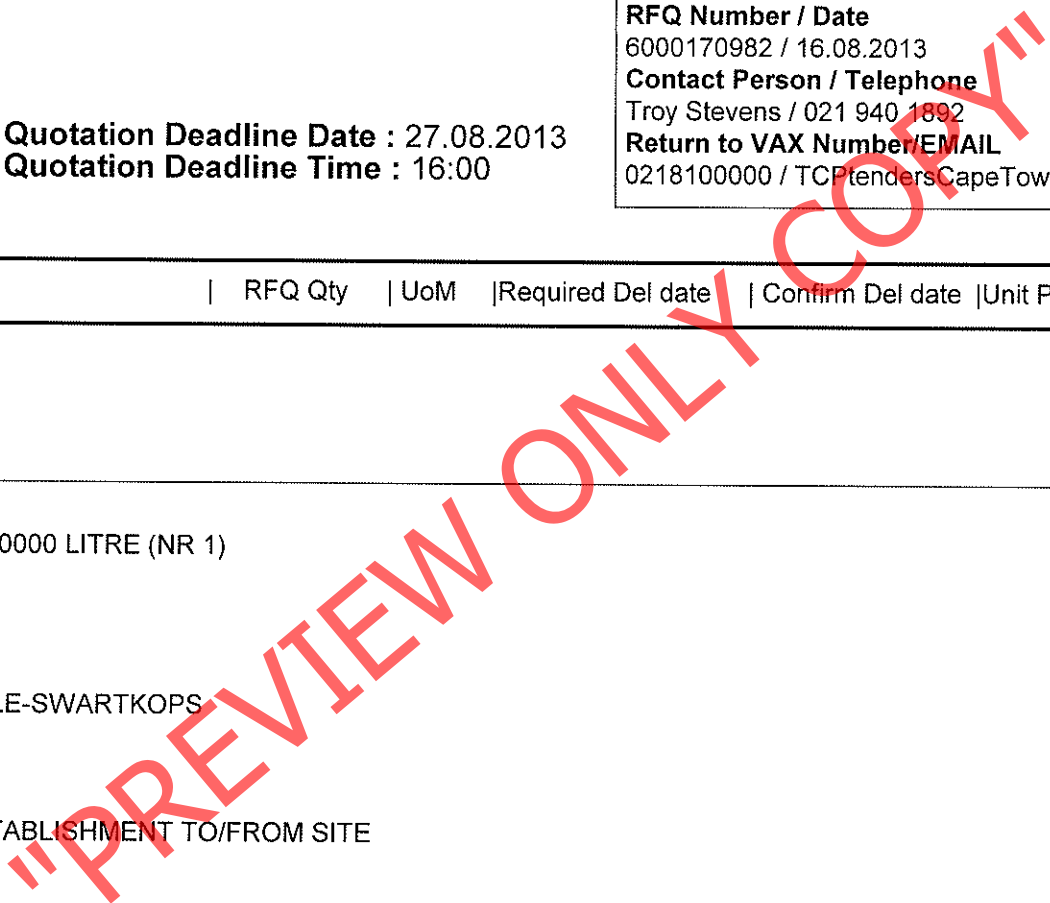 RFQ Number / Date
6000170982 / 16.08.2013
Contact Person / Telephone
Troy Stevens / 021 940 1892
Return to VAX Number/EMAIL
0218100000 / TCPtendersCapeTow
Quotation Deadline Date : 27.08.2013
Quotation Deadline Time : 16:00
| RFQ Qty | UoM |Required Del date | Confirm Del date |Unit P
0000 LITRE (NR 1)
LE-SWARTKOPS
TABLISHMENT TO/FROM SITE
"PREVIEW ONLY COPY"